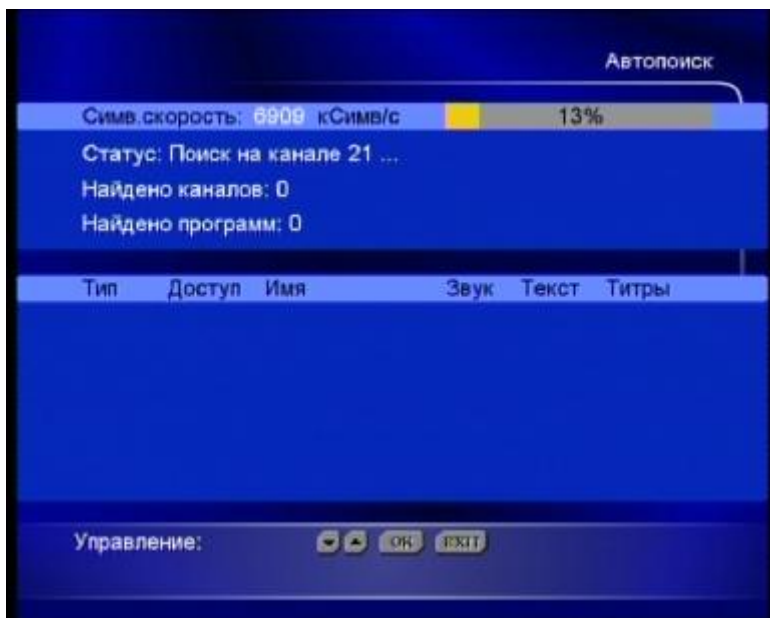 Автопоиск
Симв.скорость: 6909 кСимв/с 13%
Статус: Поиск на канале 21 ...
Найдено каналов: 0
Найдено программ: 0
Тип Доступ Имя Звук Текст Титры
Управление: OK EXIT